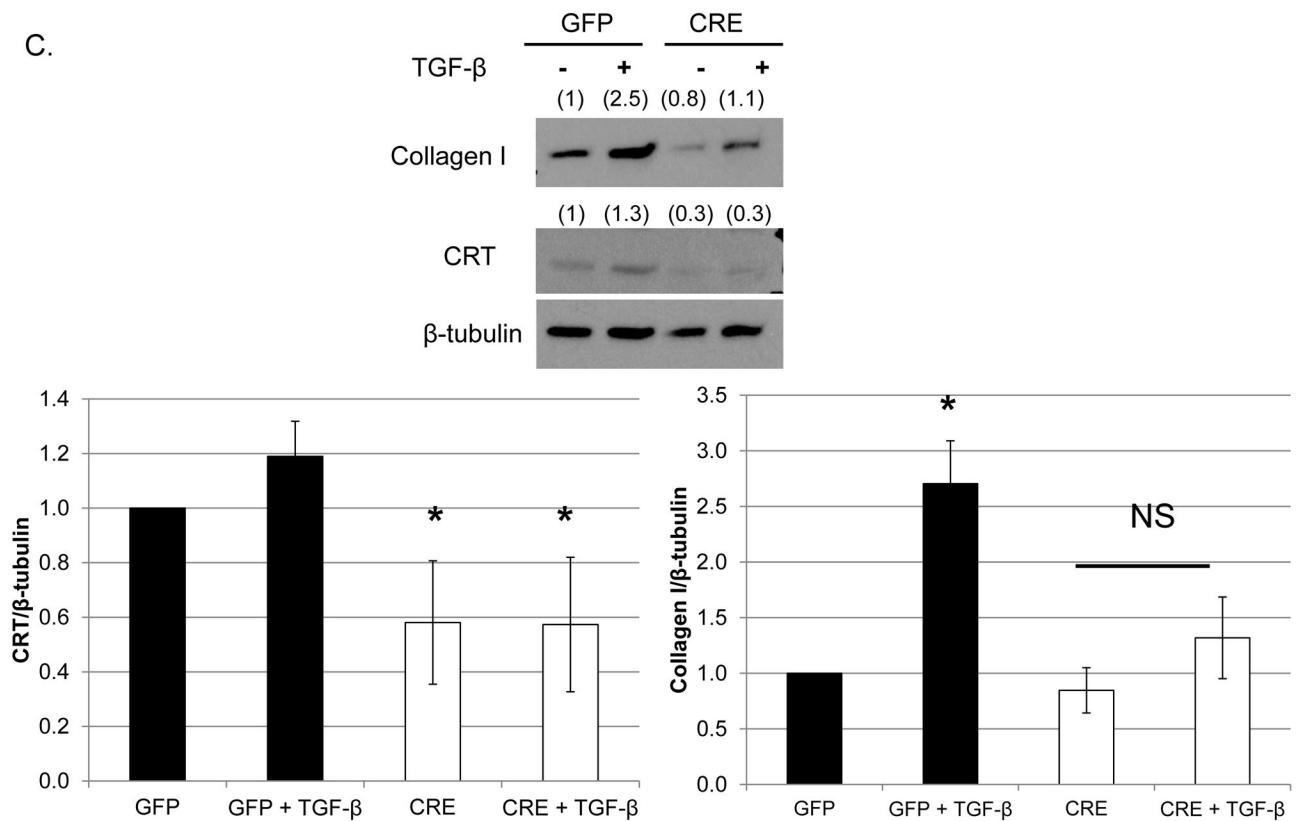 C.
GFP CRE
TGF-β - + - +
(1) (2.5) (0.8) (1.1)
Collagen I
(1) (1.3) (0.3) (0.3)
CRT
β-tubulin
CRT/β-tubulin
1.4
1.2
1.0
0.8
0.6
0.4
0.2
0.0
* *
GFP GFP + TGF-β CRE CRE + TGF-β
Collagen I/β-tubulin
3.5
3.0
2.5
2.0
1.5
1.0
0.5
0.0
*
NS
GFP GFP + TGF-β CRE CRE + TGF-β